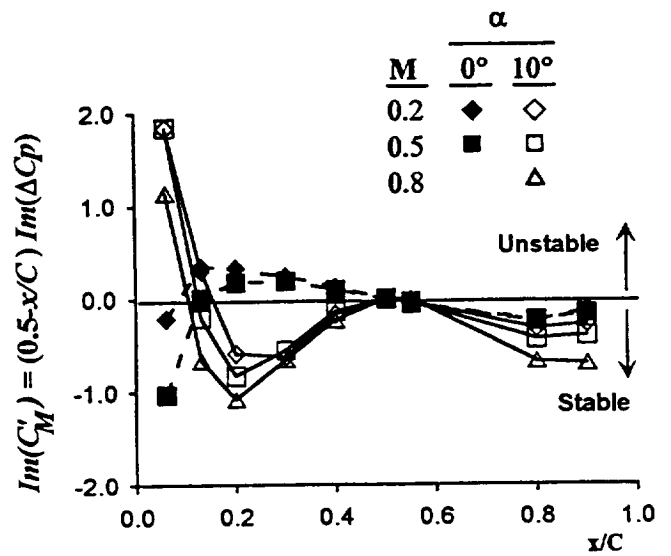 α
M 0° 10°
0.2
0.5
0.8
2.0
1.0
0.0
-1.0
-2.0
Im(C'M) = (0.5-x/C) Im(ΔCp)
Unstable
Stable
0.0 0.2 0.4 0.6 0.8 1.0
x/C